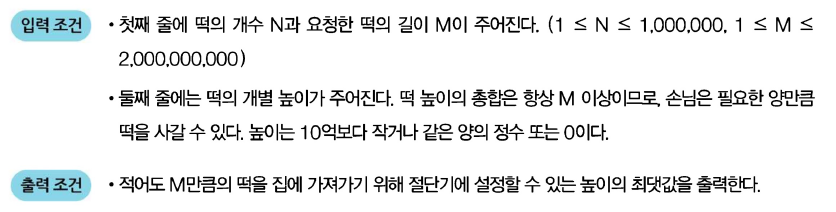 입력 조건 • 첫째 줄에 떡의 개수 N과 요청한 떡의 길이 M이 주어진다. (1 ≤ N ≤ 1,000,000, 1 ≤ M ≤
2,000,000,000)
• 둘째 줄에는 떡의 개별 높이가 주어진다. 떡 높이의 총합은 항상 M 이상이므로, 손님은 필요한 양만큼
떡을 사갈 수 있다. 높이는 10억보다 작거나 같은 양의 정수 또는 0이다.
출력 조건 • 적어도 M만큼의 떡을 집에 가져가기 위해 절단기에 설정할 수 있는 높이의 최댓값을 출력한다.